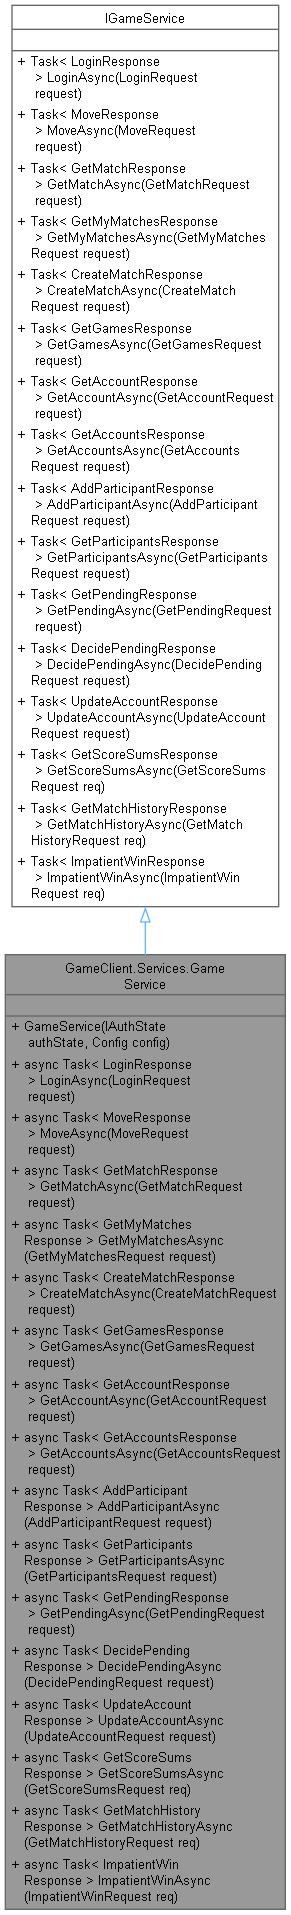 IGameService
+ Task< LoginResponse
> LoginAsync(LoginRequest
request)
+ Task< MoveResponse
> MoveAsync(MoveRequest
request)
+ Task< GetMatchResponse
> GetMatchAsync(GetMatchRequest
request)
+ Task< GetMyMatchesResponse
> GetMyMatchesAsync(GetMyMatches
Request request)
+ Task< CreateMatchResponse
> CreateMatchAsync(CreateMatch
Request request)
+ Task< GetGamesResponse
> GetGamesAsync(GetGamesRequest
request)
+ Task< GetAccountResponse
> GetAccountAsync(GetAccountRequest
request)
+ Task< GetAccountsResponse
> GetAccountsAsync(GetAccounts
Request request)
+ Task< AddParticipantResponse
> AddParticipantAsync(AddParticipant
Request request)
+ Task< GetParticipantsResponse
> GetParticipantsAsync(GetParticipants
Request request)
+ Task< GetPendingResponse
> GetPendingAsync(GetPendingRequest
request)
+ Task< DecidePendingResponse
> DecidePendingAsync(DecidePending
Request request)
+ Task< UpdateAccountResponse
> UpdateAccountAsync(UpdateAccount
Request request)
+ Task< GetScoreSumsResponse
> GetScoreSumsAsync(GetScoreSums
Request req)
+ Task< GetMatchHistoryResponse
> GetMatchHistoryAsync(GetMatch
HistoryRequest req)
+ Task< ImpatientWinResponse
> ImpatientWinAsync(ImpatientWin
Request req)
GameClient.Services.Game
Service
+ GameService(IAuthState
authState, Config config)
+ async Task< LoginResponse
> LoginAsync(LoginRequest
request)
+ async Task< MoveResponse
> MoveAsync(MoveRequest
request)
+ async Task< GetMatchResponse
> GetMatchAsync(GetMatchRequest
request)
+ async Task< GetMyMatches
Response > GetMyMatchesAsync
(GetMyMatchesRequest request)
+ async Task< CreateMatchResponse
> CreateMatchAsync(CreateMatchRequest
request)
+ async Task< GetGamesResponse
> GetGamesAsync(GetGamesRequest
request)
+ async Task< GetAccountResponse
> GetAccountAsync(GetAccountRequest
request)
+ async Task< GetAccountsResponse
> GetAccountsAsync(GetAccountsRequest
request)
+ async Task< AddParticipant
Response > AddParticipantAsync
(AddParticipantRequest request)
+ async Task< GetParticipants
Response > GetParticipantsAsync
(GetParticipantsRequest request)
+ async Task< GetPendingResponse
> GetPendingAsync(GetPendingRequest
request)
+ async Task< DecidePending
Response > DecidePendingAsync
(DecidePendingRequest request)
+ async Task< UpdateAccount
Response > UpdateAccountAsync
(UpdateAccountRequest request)
+ async Task< GetScoreSums
Response > GetScoreSumsAsync
(GetScoreSumsRequest req)
+ async Task< GetMatchHistory
Response > GetMatchHistoryAsync
(GetMatchHistoryRequest req)
+ async Task< ImpatientWin
Response > ImpatientWinAsync
(ImpatientWinRequest req)